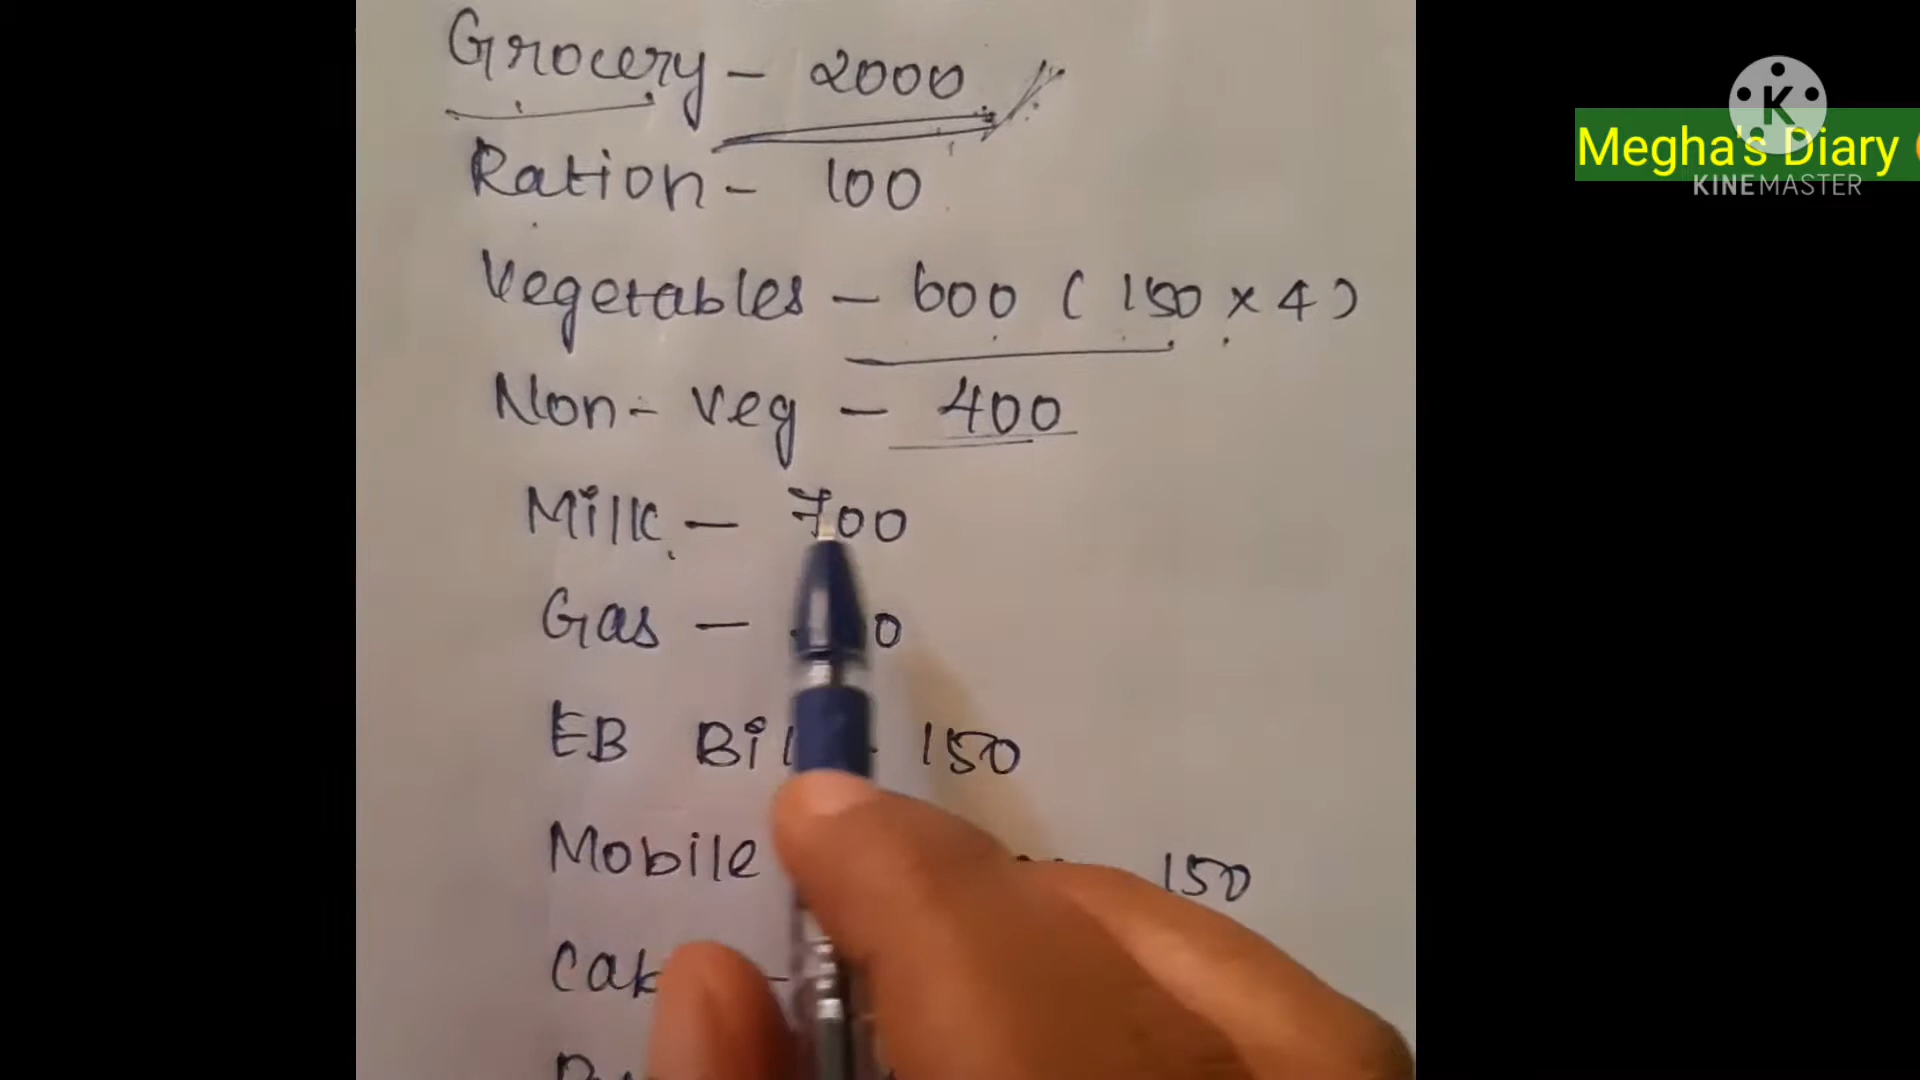 Grocery - 2000
Ration - 100
Vegetables - 600 (150 x 4)
Non-veg - 400
Milk - 700
Gas -
EB Bill - 150
Mobile 150
Megha's Diary
KINEMASTER